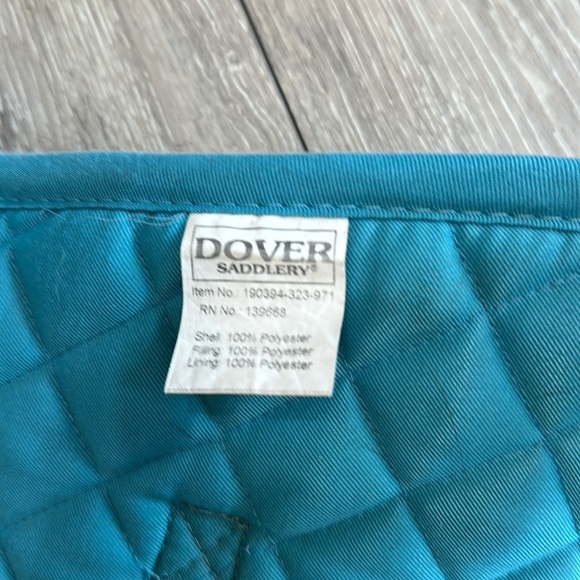 DOVER
SADDLERY®
Item No.: 190394-323-971
RN No.: 139668
Shell: 100% Polyester
Filling: 100% Polyester
Lining: 100% Polyester